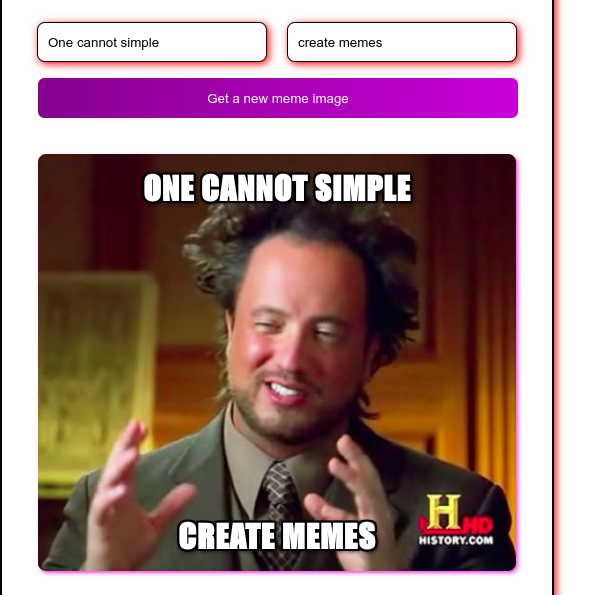 One cannot simple
create memes
Get a new meme image
ONE CANNOT SIMPLE
CREATE MEMES
H HD
HISTORY.COM